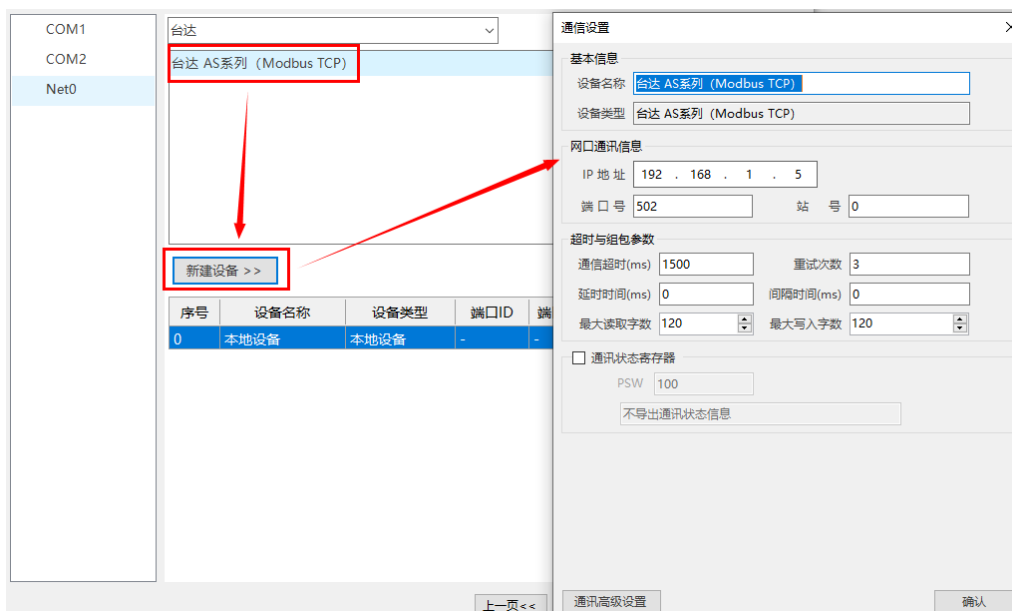 COM1
COM2
Net0
台达
台达 AS系列（Modbus TCP）
新建设备 >>
序号 设备名称 设备类型 端口ID 端
0 本地设备 本地设备 - -
上一页<<
通信设置
基本信息
设备名称 台达 AS系列（Modbus TCP）
设备类型 台达 AS系列（Modbus TCP）
网口通讯信息
IP 地 址 192 . 168 . 1 . 5
端 口 号 502 站 号 0
超时与组包参数
通信超时(ms) 1500 重试次数 3
延时时间(ms) 0 间隔时间(ms) 0
最大读取字数 120 最大写入字数 120
通讯状态寄存器
PSW 100
不导出通讯状态信息
通讯高级设置 确认